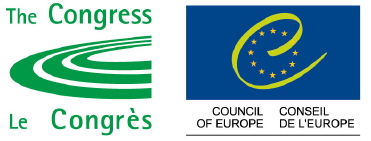 The Congress
Le Congrès
COUNCIL OF EUROPE
CONSEIL DE L'EUROPE